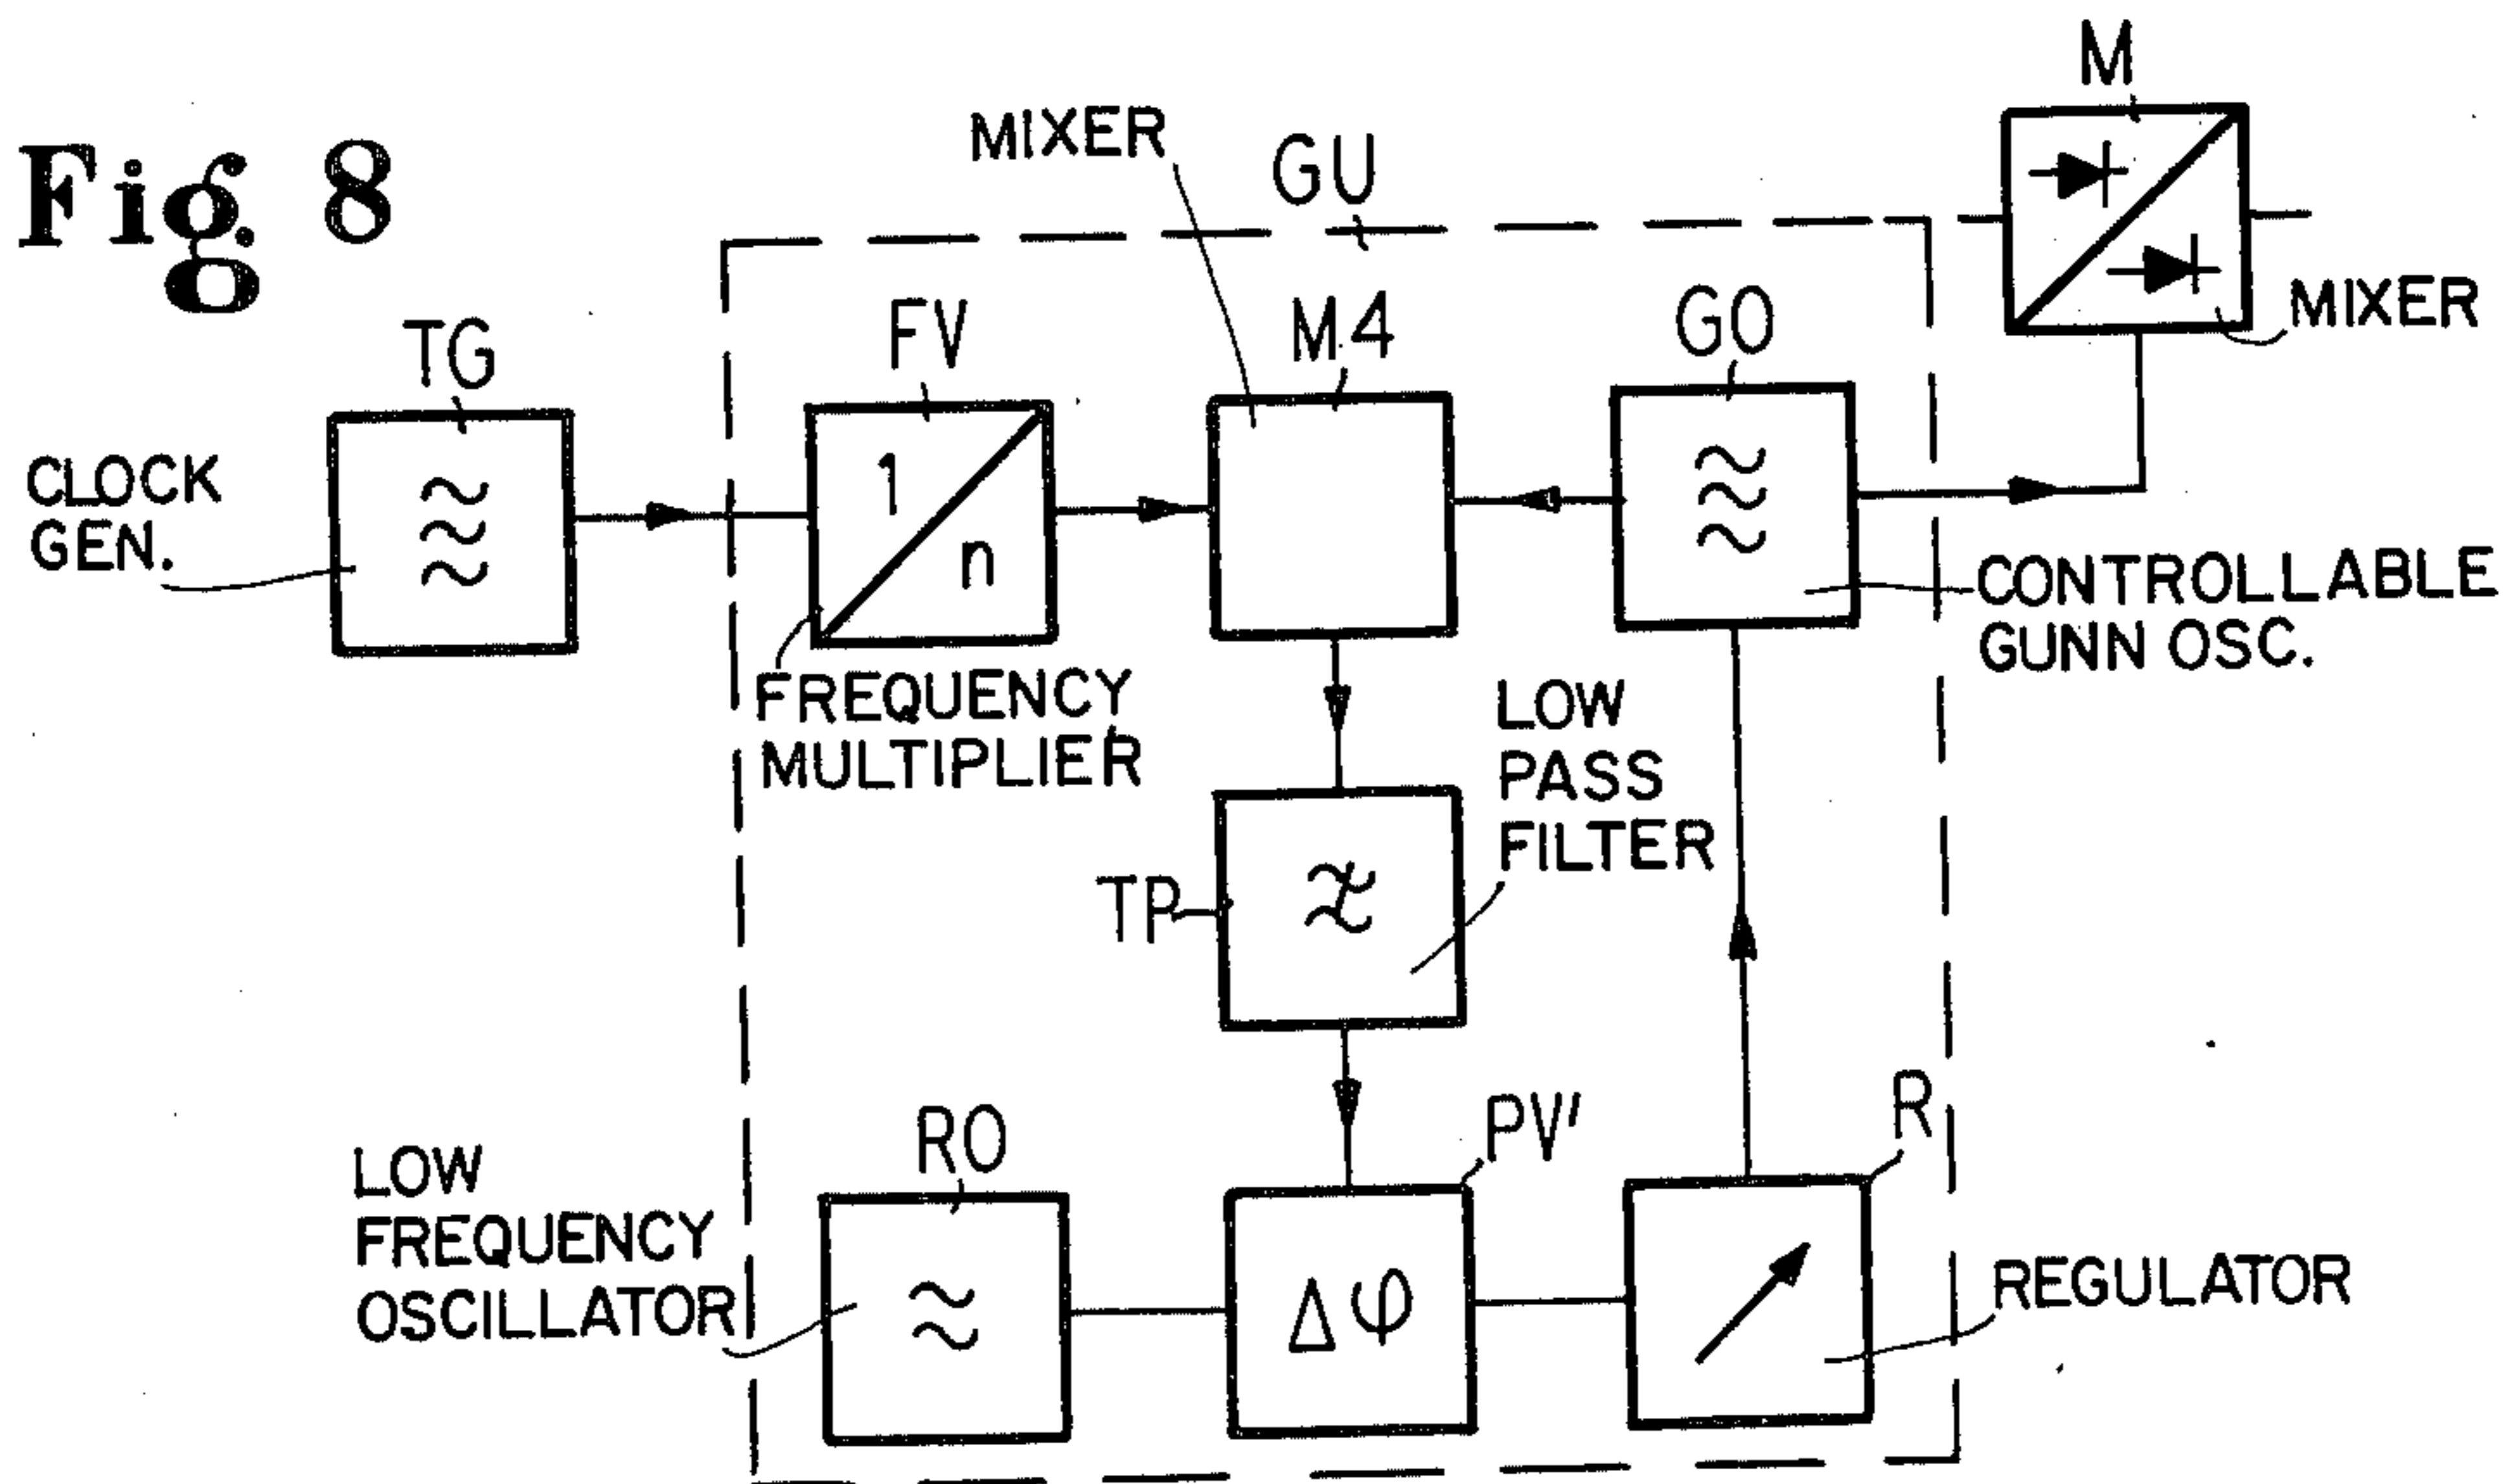 Fig. 8
M
MIXER
GU
MIXER
TG
FV
M4
GO
CLOCK
GEN.
1
n
CONTROLLABLE
GUNN OSC.
FREQUENCY
MULTIPLIER
LOW
PASS
FILTER
TP
RO
PV'
R
LOW
FREQUENCY
OSCILLATOR
Δφ
REGULATOR